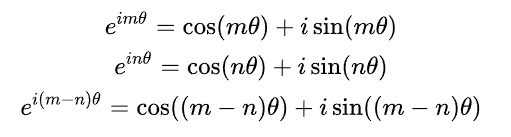 e^{imθ} = cos(mθ) + i sin(mθ)
e^{inθ} = cos(nθ) + i sin(nθ)
e^{i(m−n)θ} = cos((m − n)θ) + i sin((m − n)θ)